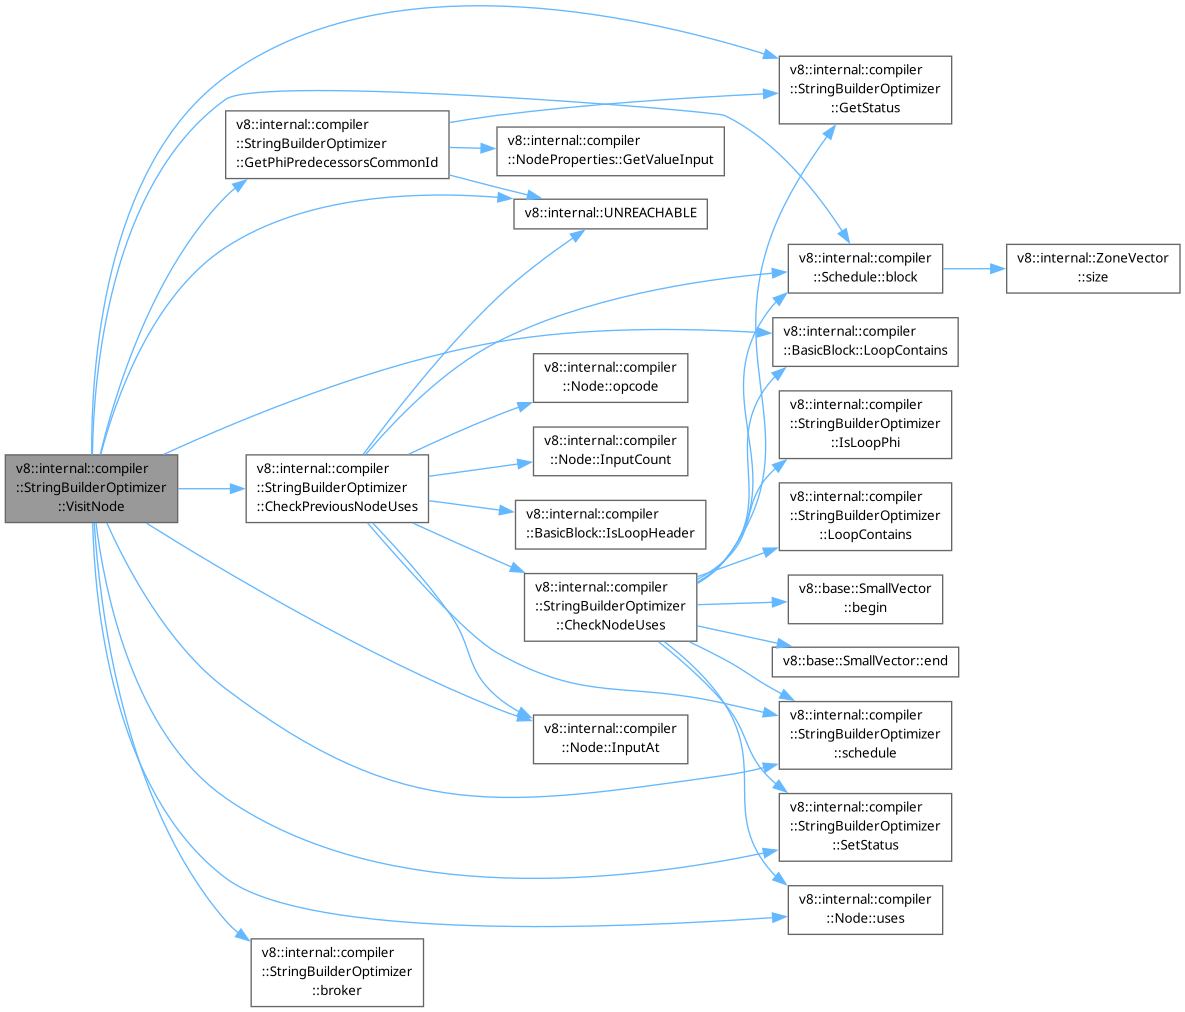 v8::internal::compiler
::StringBuilderOptimizer
::GetStatus
v8::internal::compiler
::StringBuilderOptimizer
::GetPhiPredecessorsCommonId
v8::internal::compiler
::NodeProperties::GetValueInput
v8::internal::UNREACHABLE
v8::internal::compiler
::Schedule::block
v8::internal::ZoneVector
::size
v8::internal::compiler
::BasicBlock::LoopContains
v8::internal::compiler
::Node::opcode
v8::internal::compiler
::StringBuilderOptimizer
::IsLoopPhi
v8::internal::compiler
::Node::InputCount
v8::internal::compiler
::StringBuilderOptimizer
::VisitNode
v8::internal::compiler
::StringBuilderOptimizer
::CheckPreviousNodeUses
v8::internal::compiler
::StringBuilderOptimizer
::LoopContains
v8::internal::compiler
::BasicBlock::IsLoopHeader
v8::internal::compiler
::StringBuilderOptimizer
::CheckNodeUses
v8::base::SmallVector
::begin
v8::base::SmallVector::end
v8::internal::compiler
::StringBuilderOptimizer
::schedule
v8::internal::compiler
::Node::InputAt
v8::internal::compiler
::StringBuilderOptimizer
::SetStatus
v8::internal::compiler
::Node::uses
v8::internal::compiler
::StringBuilderOptimizer
::broker